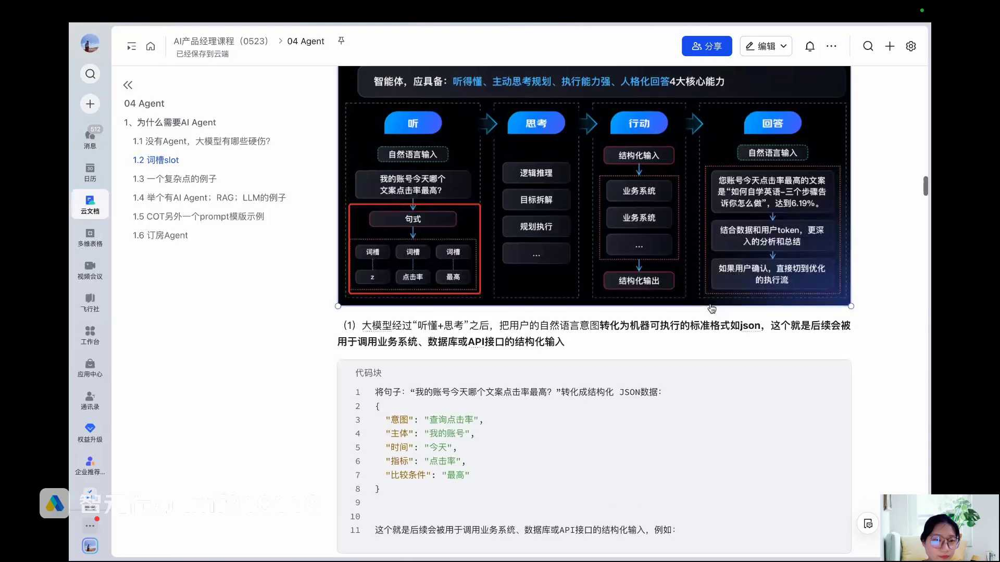 AI产品经理课程（0523） > 04 Agent
已经保存到云端
分享
编辑
512
消息
30
日历
云文档
多维表格
视频会议
飞行社
工作台
应用中心
通讯录
权益升级
企业推荐...
04 Agent
1、为什么需要AI Agent
1.1 没有Agent，大模型有哪些硬伤？
1.2 词槽slot
1.3 一个复杂点的例子
1.4 举个有AI Agent；RAG；LLM的例子
1.5 COT另外一个prompt模版示例
1.6 订房Agent
智能体，应具备：听得懂、主动思考规划、执行能力强、人格化回答4大核心能力
听
自然语言输入
我的账号今天哪个
文案点击率最高？
句式
词槽 词槽 词槽
z 点击率 最高
思考
逻辑推理
目标拆解
规划执行
...
行动
结构化输入
业务系统
业务系统
...
结构化输出
回答
自然语言输入
您账号今天点击率最高的文案
是“如何自学英语-三个步骤告
诉你怎么做”，达到6.19%。
结合数据和用户token，更深
入的分析和总结
如果用户确认，直接切到优化
的执行流
（1）大模型经过“听懂+思考”之后，把用户的自然语言意图转化为机器可执行的标准格式如json，这个就是后续会被
用于调用业务系统、数据库或API接口的结构化输入
代码块
1 将句子：“我的账号今天哪个文案点击率最高？”转化成结构化 JSON数据：
2 {
3 "意图": "查询点击率",
4 "主体": "我的账号",
5 "时间": "今天",
6 "指标": "点击率",
7 "比较条件": "最高"
8 }
9
10
11 这个就是后续会被用于调用业务系统、数据库或API接口的结构化输入，例如：